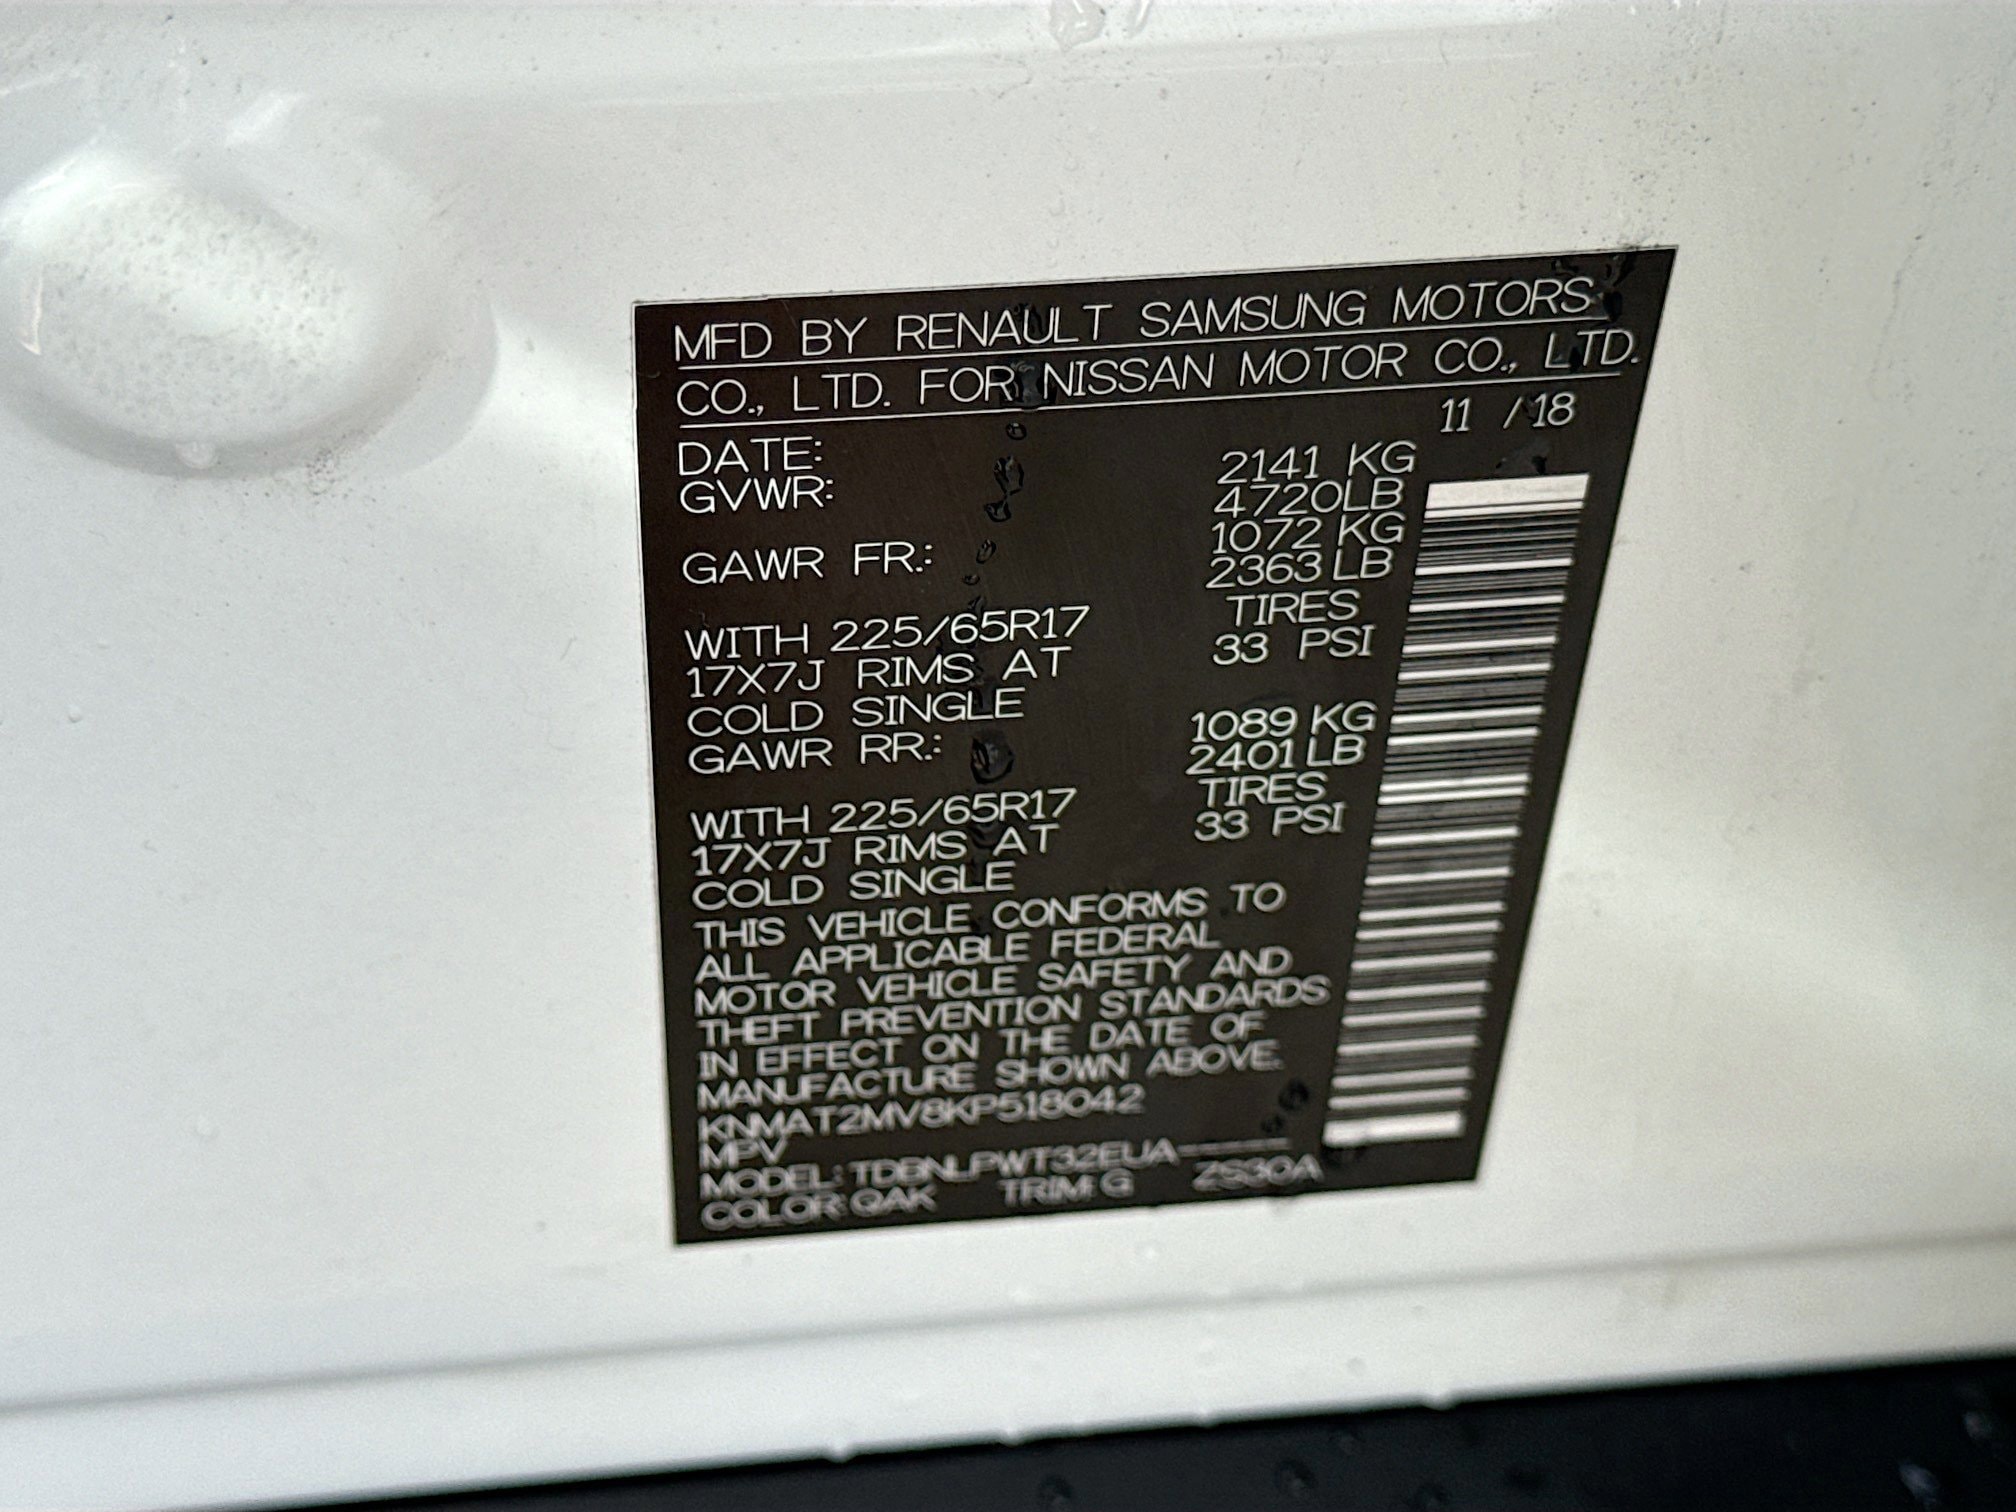 MFD BY RENAULT SAMSUNG MOTORS
CO., LTD. FOR NISSAN MOTOR CO., LTD.
DATE: 11 /18
GVWR: 2141 KG
4720LB
GAWR FR.: 1072 KG
2363 LB
WITH 225/65R17 TIRES
17X7J RIMS AT 33 PSI
COLD SINGLE
GAWR RR.: 1089 KG
2401 LB
WITH 225/65R17 TIRES
17X7J RIMS AT 33 PSI
COLD SINGLE
THIS VEHICLE CONFORMS TO
ALL APPLICABLE FEDERAL
MOTOR VEHICLE SAFETY AND
THEFT PREVENTION STANDARDS
IN EFFECT ON THE DATE OF
MANUFACTURE SHOWN ABOVE.
KNMAT2MV8KP518042
MPV
MODEL: TDBNLPWT32EUA-----
COLOR: QAK TRIM: G ZS30A